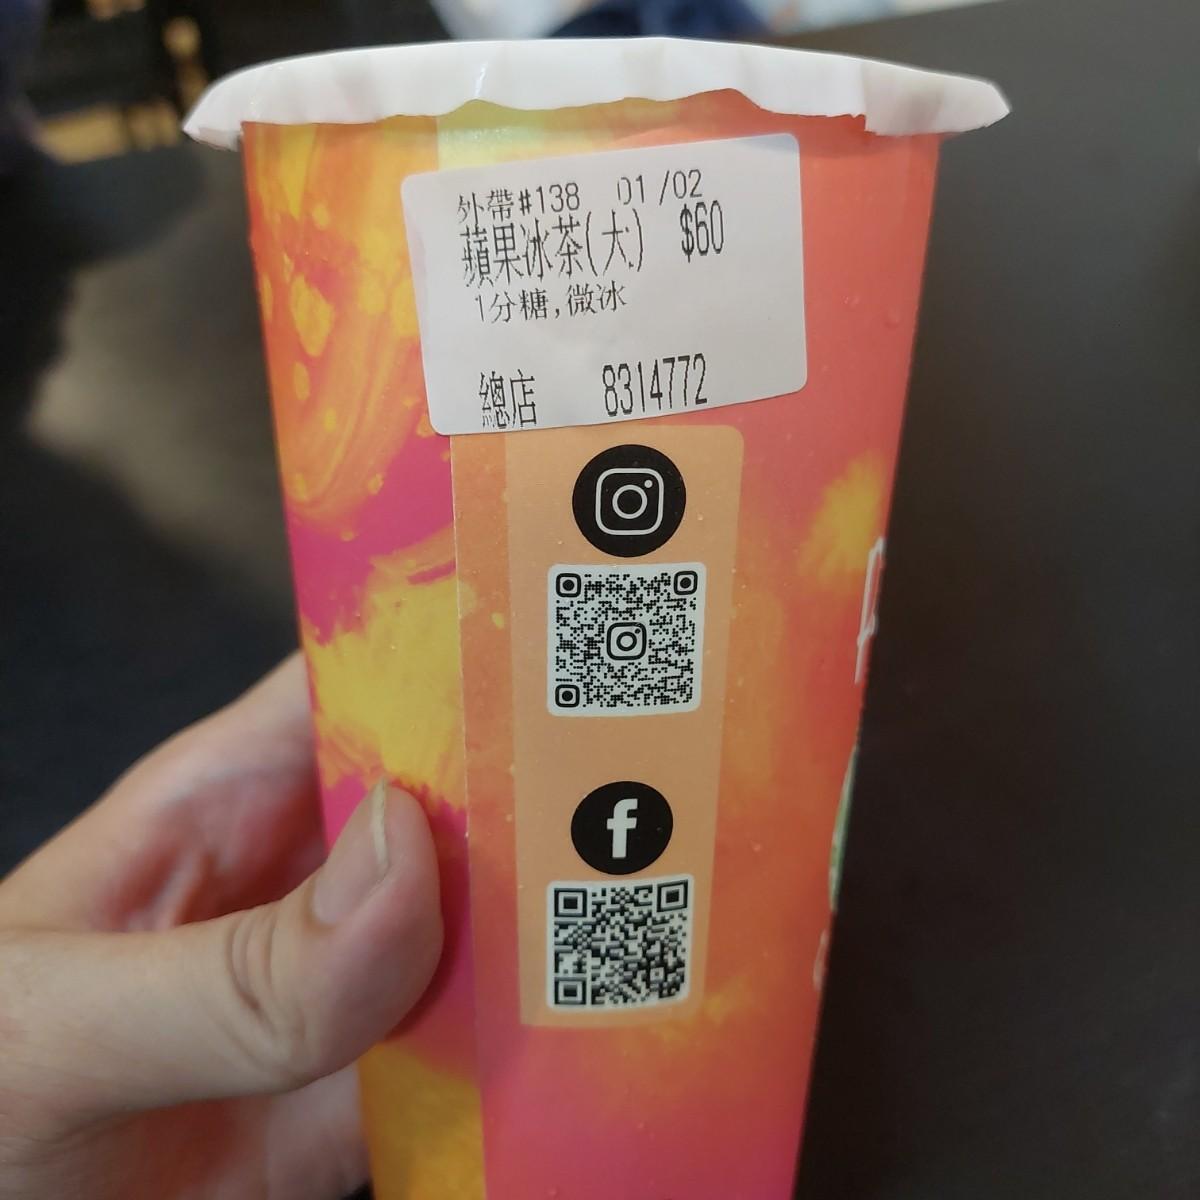 外帶#138 01/02
蘋果冰茶(大) $60
1分糖,微冰
總店 8314772